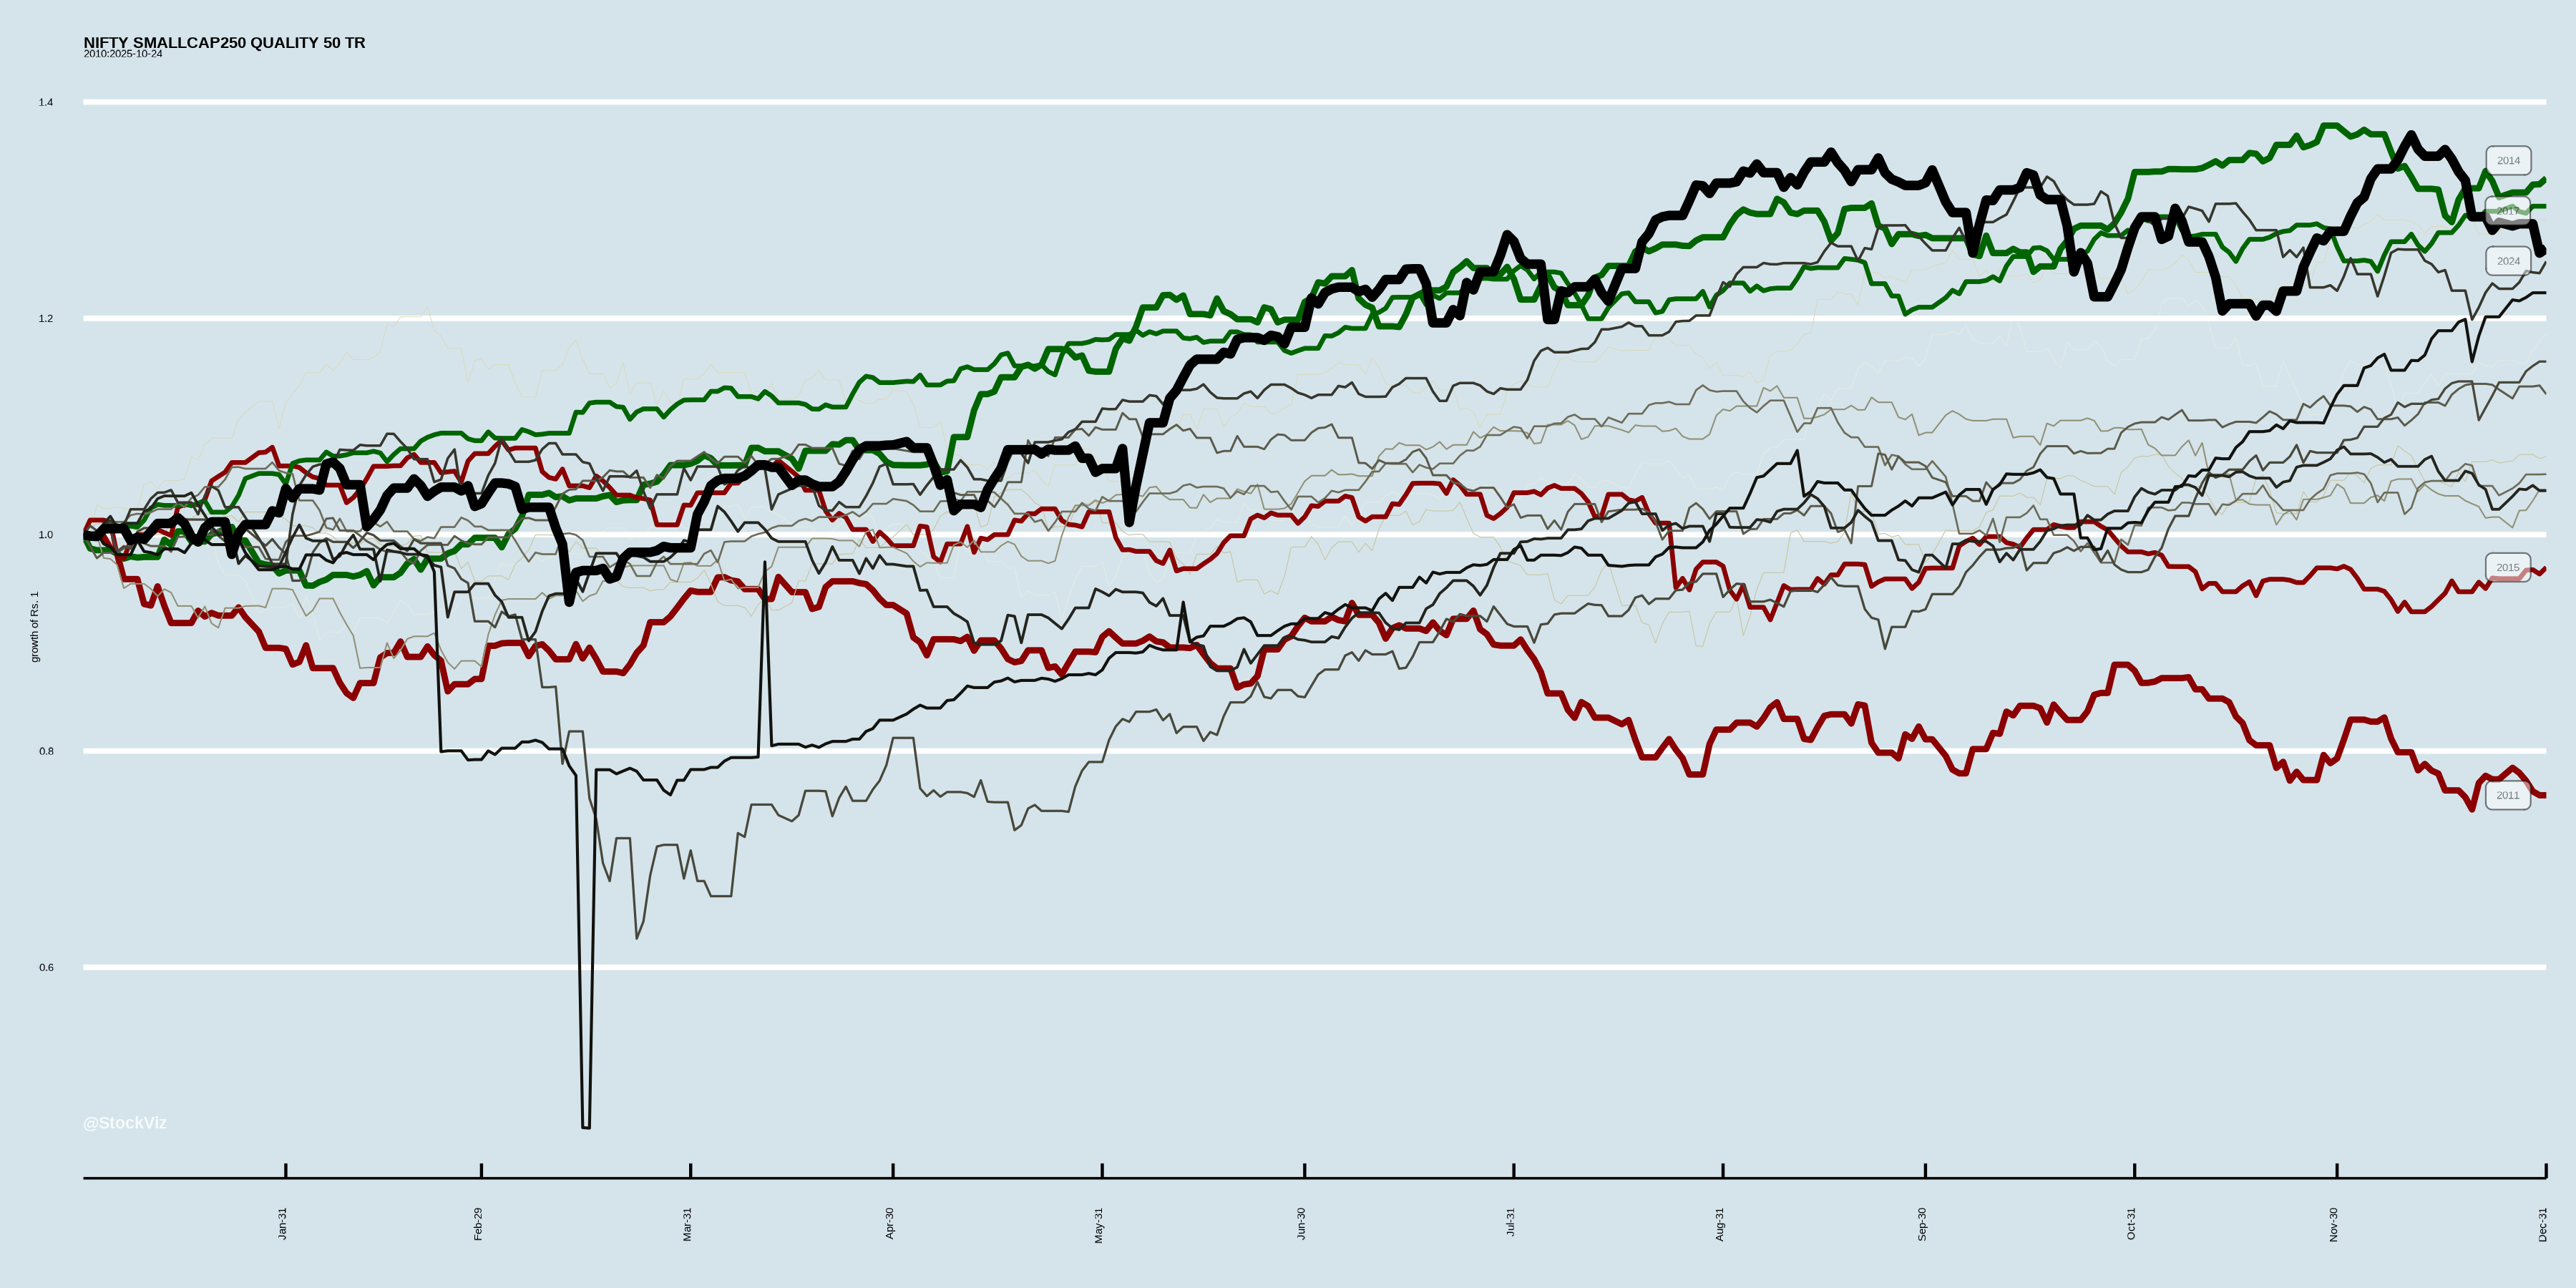 NIFTY SMALLCAP250 QUALITY 50 TR
2010:2025-10-24
growth of Rs. 1
1.4
1.2
1.0
0.8
0.6
2014
2017
2024
2015
2011
@StockViz
Jan-31
Feb-29
Mar-31
Apr-30
May-31
Jun-30
Jul-31
Aug-31
Sep-30
Oct-31
Nov-30
Dec-31